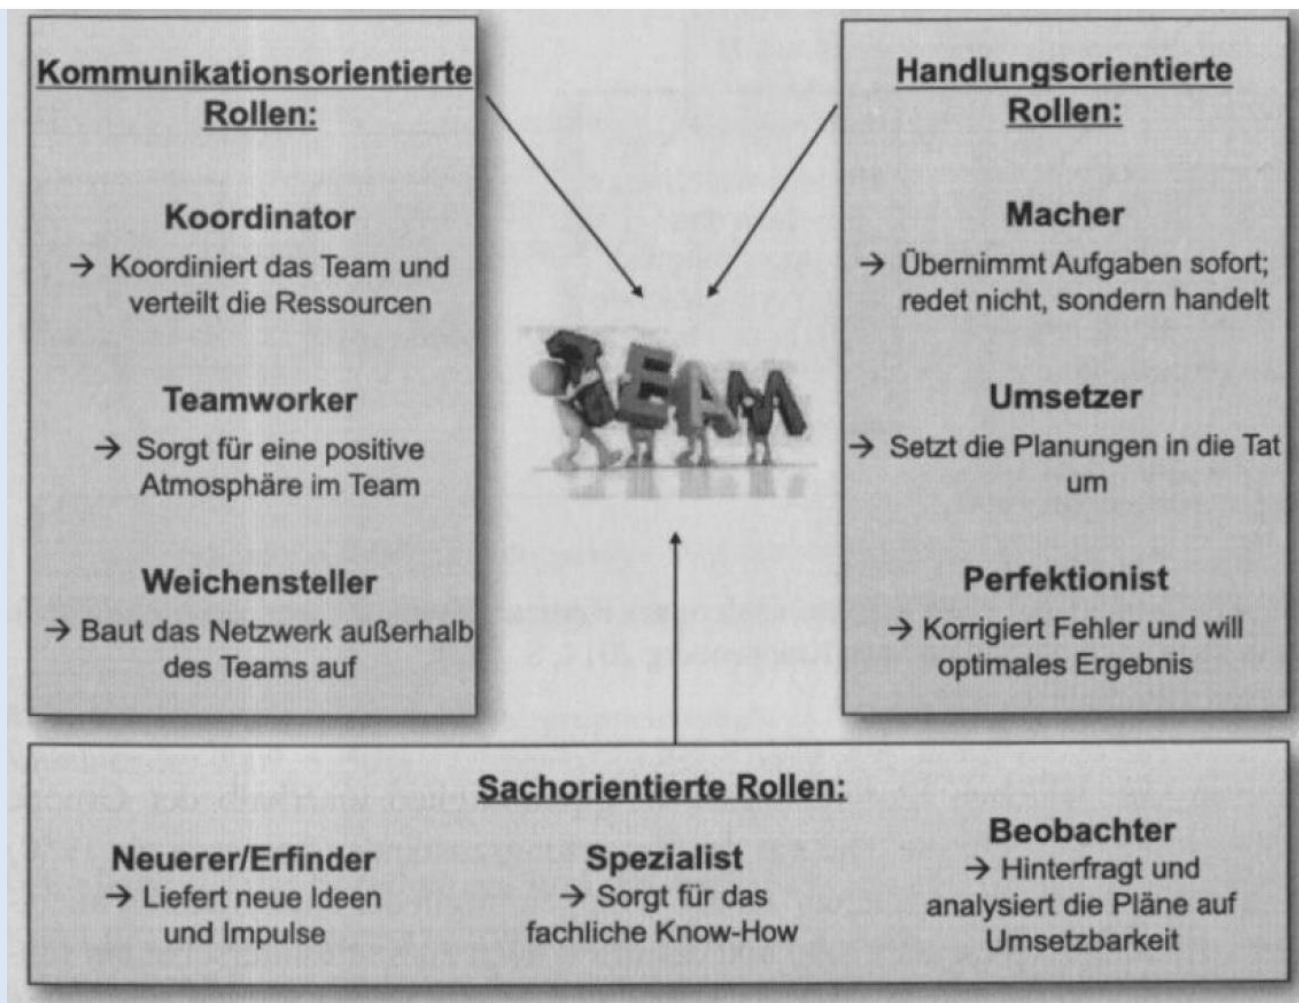 Kommunikationsorientierte
Rollen:
Koordinator
→ Koordiniert das Team und
verteilt die Ressourcen
Teamworker
→ Sorgt für eine positive
Atmosphäre im Team
Weichensteller
→ Baut das Netzwerk außerhalb
des Teams auf
Handlungsorientierte
Rollen:
Macher
→ Übernimmt Aufgaben sofort;
redet nicht, sondern handelt
Umsetzer
→ Setzt die Planungen in die Tat
um
Perfektionist
→ Korrigiert Fehler und will
optimales Ergebnis
TEAM
Sachorientierte Rollen:
Neuerer/Erfinder
→ Liefert neue Ideen
und Impulse
Spezialist
→ Sorgt für das
fachliche Know-How
Beobachter
→ Hinterfragt und
analysiert die Pläne auf
Umsetzbarkeit